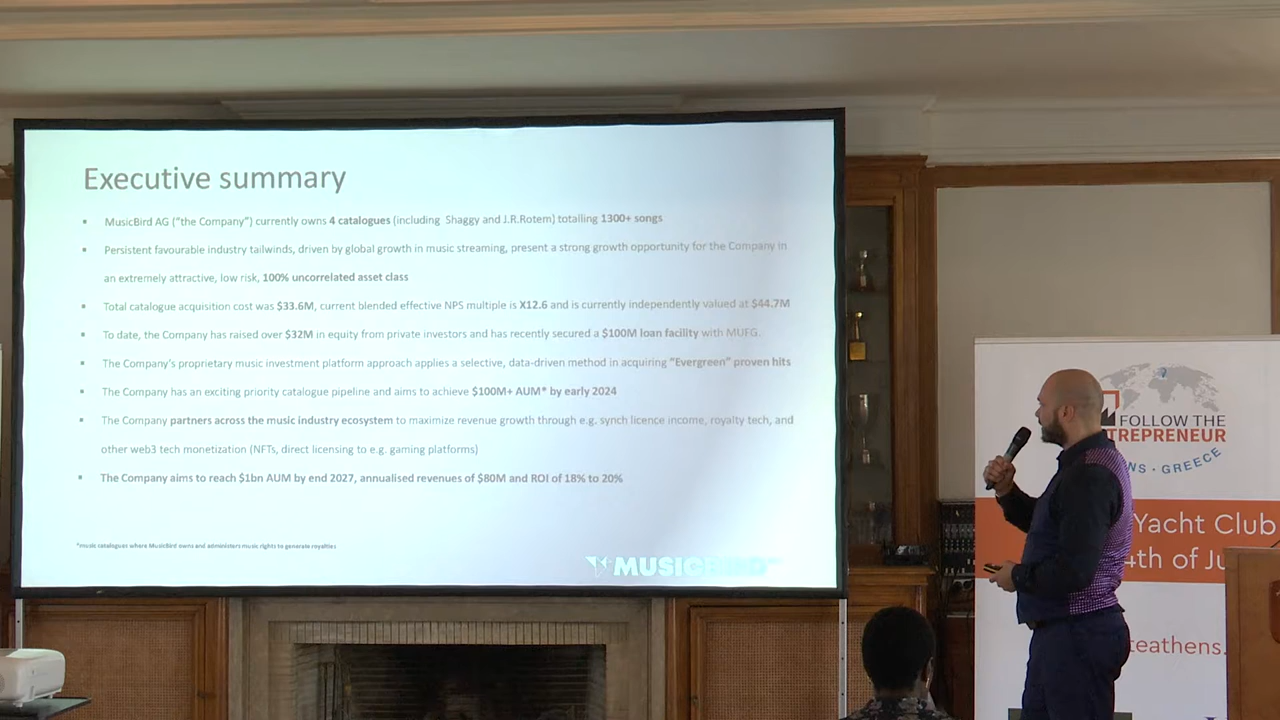 Executive summary
MusicBird AG ("the Company") currently owns 4 catalogues (including Shaggy and J.R.Rotem) totalling 1300+ songs
Persistent favourable industry tailwinds, driven by global growth in music streaming, present a strong growth opportunity for the Company in
an extremely attractive, low risk, 100% uncorrelated asset class
Total catalogue acquisition cost was $33.6M, current blended effective NPS multiple is X12.6 and is currently independently valued at $44.7M
To date, the Company has raised over $32M in equity from private investors and has recently secured a $100M loan facility with MUFG.
The Company's proprietary music investment platform approach applies a selective, data-driven method in acquiring "Evergreen" proven hits
The Company has an exciting priority catalogue pipeline and aims to achieve $100M+ AUM* by early 2024
The Company partners across the music industry ecosystem to maximize revenue growth through e.g. synch licence income, royalty tech, and
other web3 tech monetization (NFTs, direct licensing to e.g. gaming platforms)
The Company aims to reach $1bn AUM by end 2027, annualised revenues of $80M and ROI of 18% to 20%
*music catalogues where MusicBird owns and administers music rights to generate royalties
MUSICBIRD
FOLLOW THE
TREPRENEUR
NS · GREECE
Yacht Club
4th of Ju
teathens.